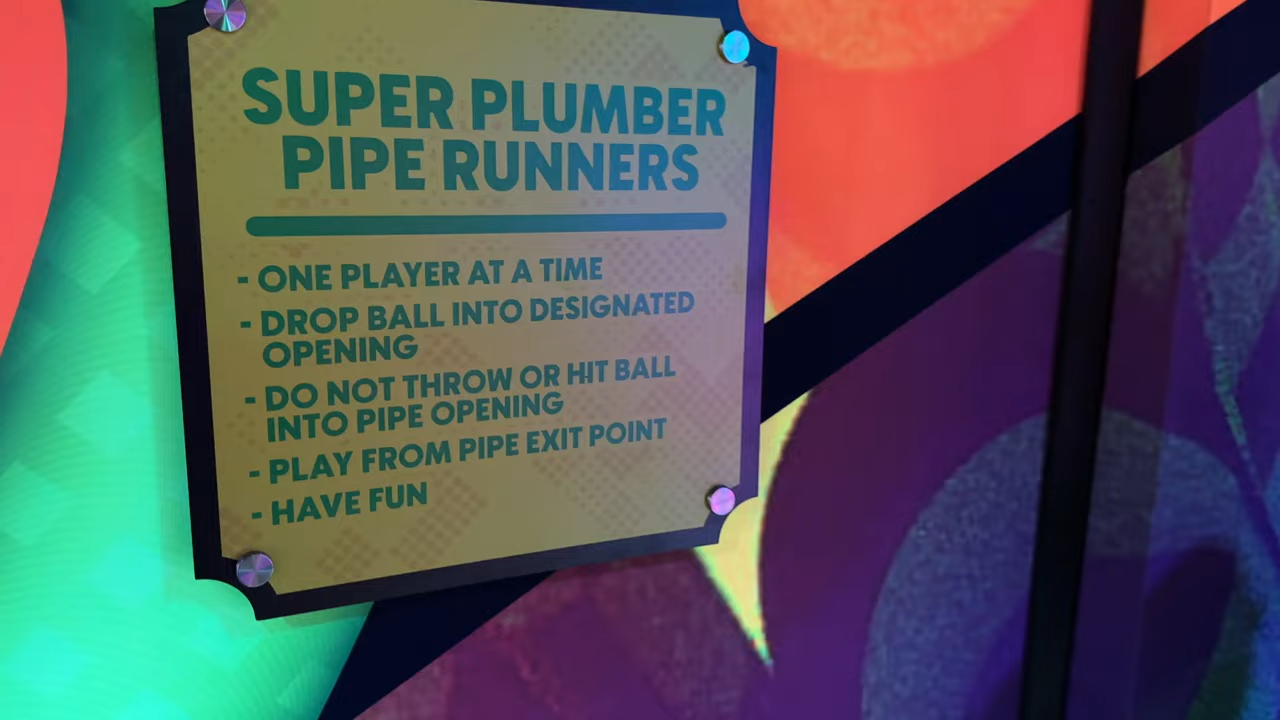 SUPER PLUMBER
PIPE RUNNERS
- ONE PLAYER AT A TIME
- DROP BALL INTO DESIGNATED
OPENING
- DO NOT THROW OR HIT BALL
INTO PIPE OPENING
- PLAY FROM PIPE EXIT POINT
- HAVE FUN